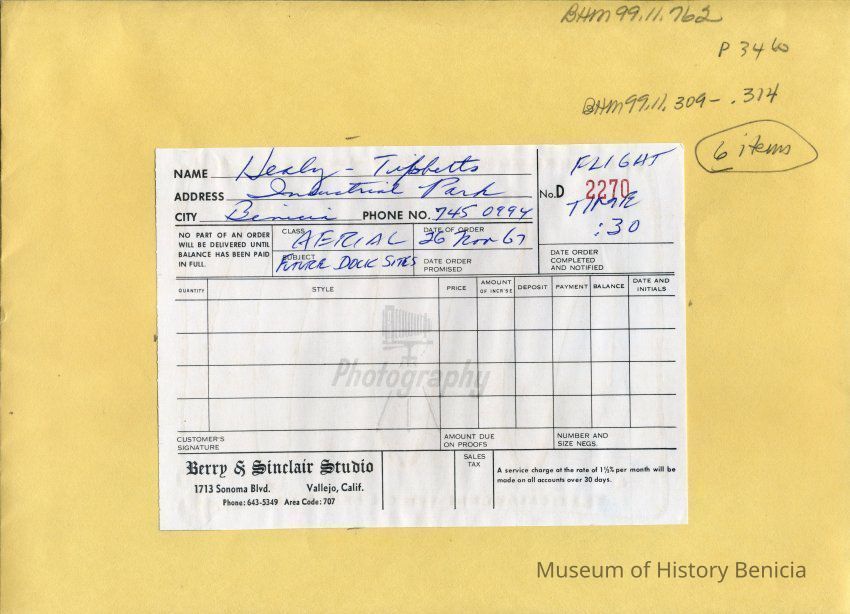 BHM 99.11.762
P 3460
BHM 99.11.309 - .314
6 items
NAME Healy - Tibbetts
ADDRESS Industrial Park
CITY Benicia PHONE NO. 745 0994
FLIGHT
No. D 2270
TIME
:30
NO PART OF AN ORDER
WILL BE DELIVERED UNTIL
BALANCE HAS BEEN PAID
IN FULL.
CLASS AERIAL
DATE OF ORDER 26 Nov 67
SUBJECT FUTURE DOCK SITES
DATE ORDER
PROMISED
DATE ORDER
COMPLETED
AND NOTIFIED
QUANTITY STYLE PRICE AMOUNT OF INCR'SE DEPOSIT PAYMENT BALANCE DATE AND INITIALS
Photography
CUSTOMER'S
SIGNATURE
AMOUNT DUE
ON PROOFS
NUMBER AND
SIZE NEGS.
Berry & Sinclair Studio
1713 Sonoma Blvd. Vallejo, Calif.
Phone: 643-5349 Area Code: 707
SALES
TAX
A service charge at the rate of 1½% per month will be
made on all accounts over 30 days.
Museum of History Benicia